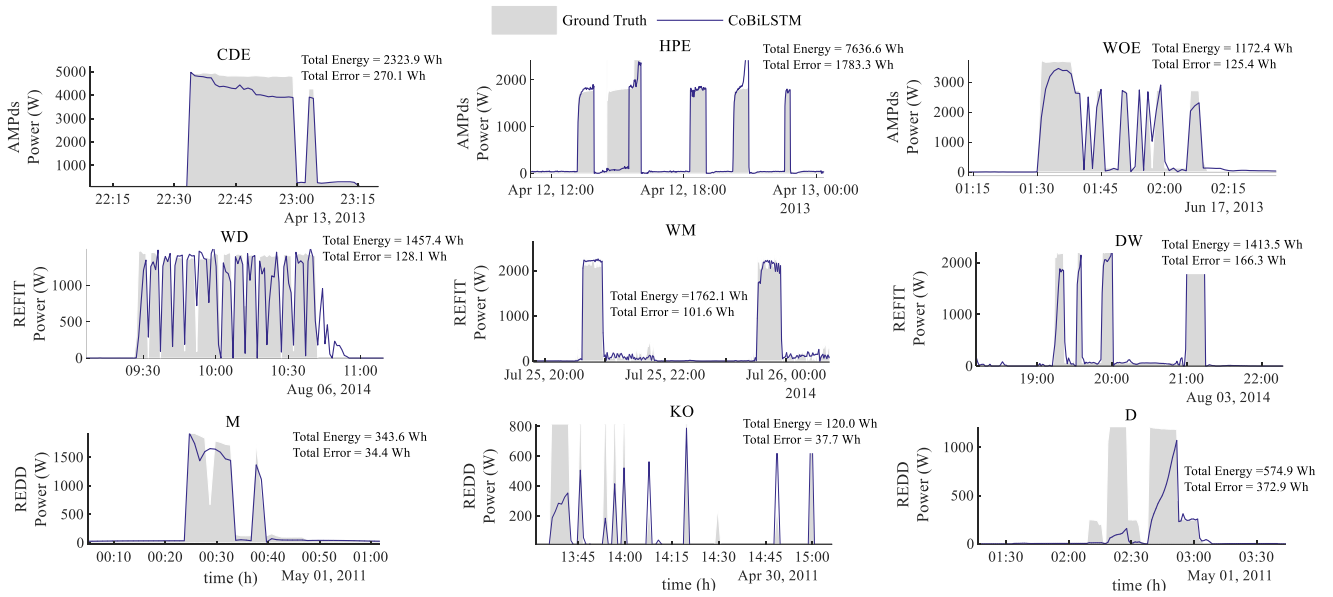 Ground Truth
CoBiLSTM
CDE
Total Energy = 2323.9 Wh
Total Error = 270.1 Wh
AMPds
Power (W)
5000
4000
3000
2000
1000
22:15 22:30 22:45 23:00 23:15
Apr 13, 2013
HPE
Total Energy = 7636.6 Wh
Total Error = 1783.3 Wh
AMPds
Power (W)
2000
1000
0
Apr 12, 12:00 Apr 12, 18:00 Apr 13, 00:00
2013
WOE
Total Energy = 1172.4 Wh
Total Error = 125.4 Wh
AMPds
Power (W)
3000
2000
1000
0
01:15 01:30 01:45 02:00 02:15
Jun 17, 2013
WD
Total Energy = 1457.4 Wh
Total Error = 128.1 Wh
REFIT
Power (W)
1000
500
0
09:30 10:00 10:30 11:00
Aug 06, 2014
WM
Total Energy =1762.1 Wh
Total Error = 101.6 Wh
REFIT
Power (W)
2000
1000
0
Jul 25, 20:00 Jul 25, 22:00 Jul 26, 00:00
2014
DW
Total Energy = 1413.5 Wh
Total Error = 166.3 Wh
REFIT
Power (W)
2000
1000
0
19:00 20:00 21:00 22:00
Aug 03, 2014
M
Total Energy = 343.6 Wh
Total Error = 34.4 Wh
REDD
Power (W)
1500
1000
500
0
00:10 00:20 00:30 00:40 00:50 01:00
time (h)
May 01, 2011
KO
Total Energy = 120.0 Wh
Total Error = 37.7 Wh
REDD
Power (W)
800
600
400
200
13:45 14:00 14:15 14:30 14:45 15:00
time (h)
Apr 30, 2011
D
Total Energy =574.9 Wh
Total Error = 372.9 Wh
REDD
Power (W)
1000
500
0
01:30 02:00 02:30 03:00 03:30
time (h)
May 01, 2011